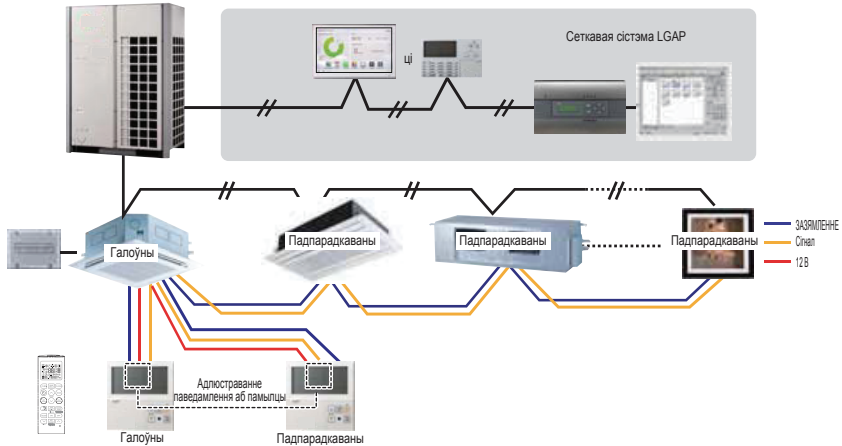 Сеткавая сістэма LGAP
ці
Галоўны
Падпарадкаваны
Падпарадкаваны
Падпарадкаваны
ЗАЗЯМЛЕННЕ
Сігнал
12 В
Адлюстраванне
паведамлення аб памылцы
Галоўны
Падпарадкаваны